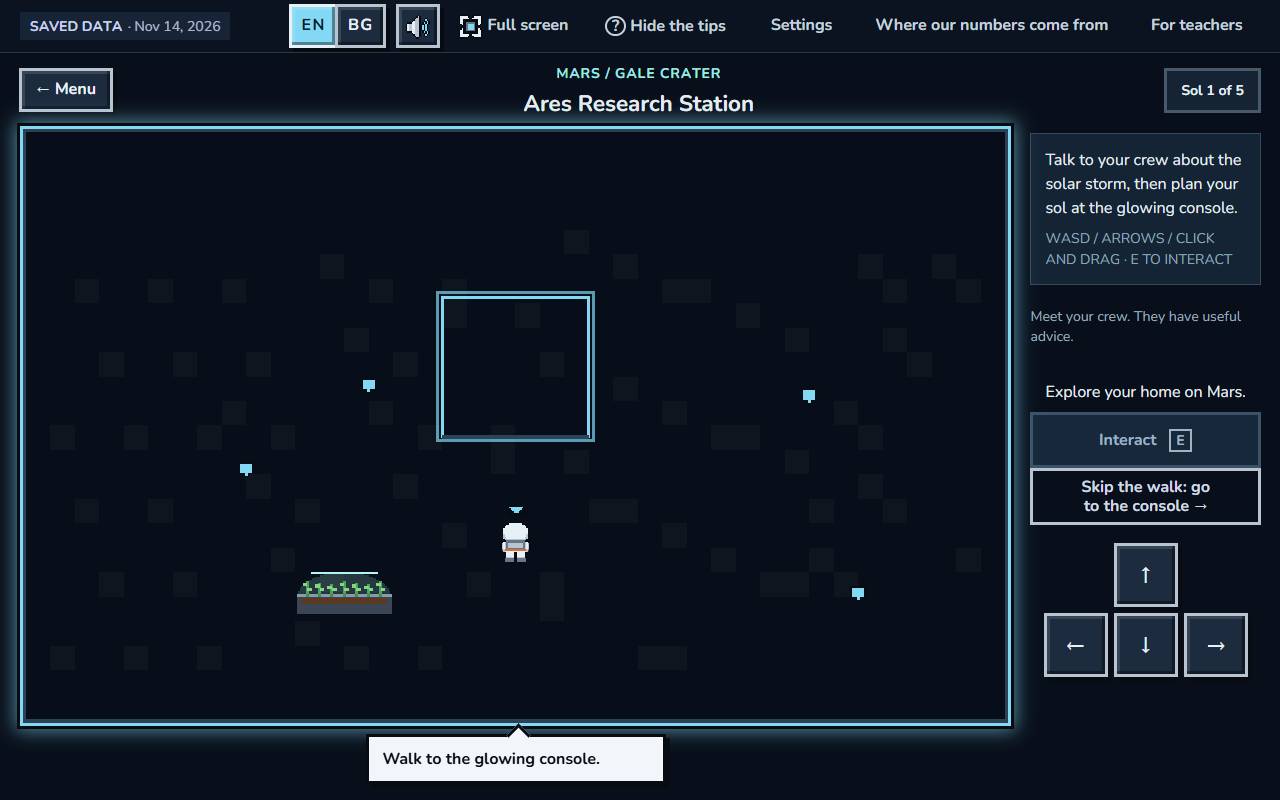 SAVED DATA · Nov 14, 2026
EN
BG
Full screen
? Hide the tips
Settings
Where our numbers come from
For teachers
← Menu
MARS / GALE CRATER
Ares Research Station
Sol 1 of 5
Talk to your crew about the
solar storm, then plan your
sol at the glowing console.
WASD / ARROWS / CLICK
AND DRAG · E TO INTERACT
Meet your crew. They have useful
advice.
Explore your home on Mars.
Interact E
Skip the walk: go
to the console →
↑
← ↓ →
Walk to the glowing console.